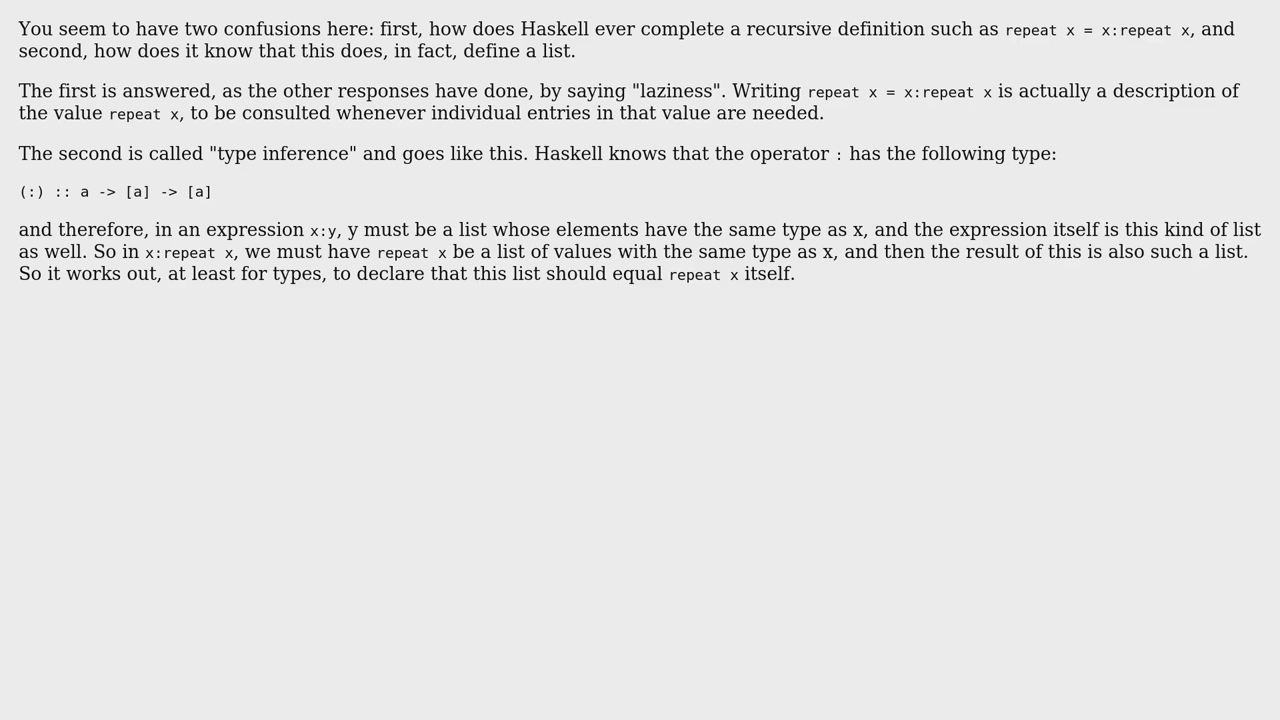 You seem to have two confusions here: first, how does Haskell ever complete a recursive definition such as repeat x = x:repeat x, and
second, how does it know that this does, in fact, define a list.
The first is answered, as the other responses have done, by saying "laziness". Writing repeat x = x:repeat x is actually a description of
the value repeat x, to be consulted whenever individual entries in that value are needed.
The second is called "type inference" and goes like this. Haskell knows that the operator : has the following type:
(:) :: a -> [a] -> [a]
and therefore, in an expression x:y, y must be a list whose elements have the same type as x, and the expression itself is this kind of list
as well. So in x:repeat x, we must have repeat x be a list of values with the same type as x, and then the result of this is also such a list.
So it works out, at least for types, to declare that this list should equal repeat x itself.